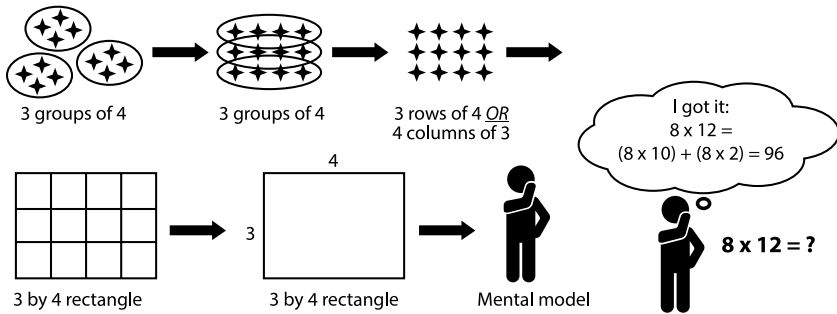 3 groups of 4
3 groups of 4
3 rows of 4 OR
4 columns of 3
I got it:
8 x 12 =
(8 x 10) + (8 x 2) = 96
8 x 12 = ?
3 by 4 rectangle
4
3
3 by 4 rectangle
Mental model